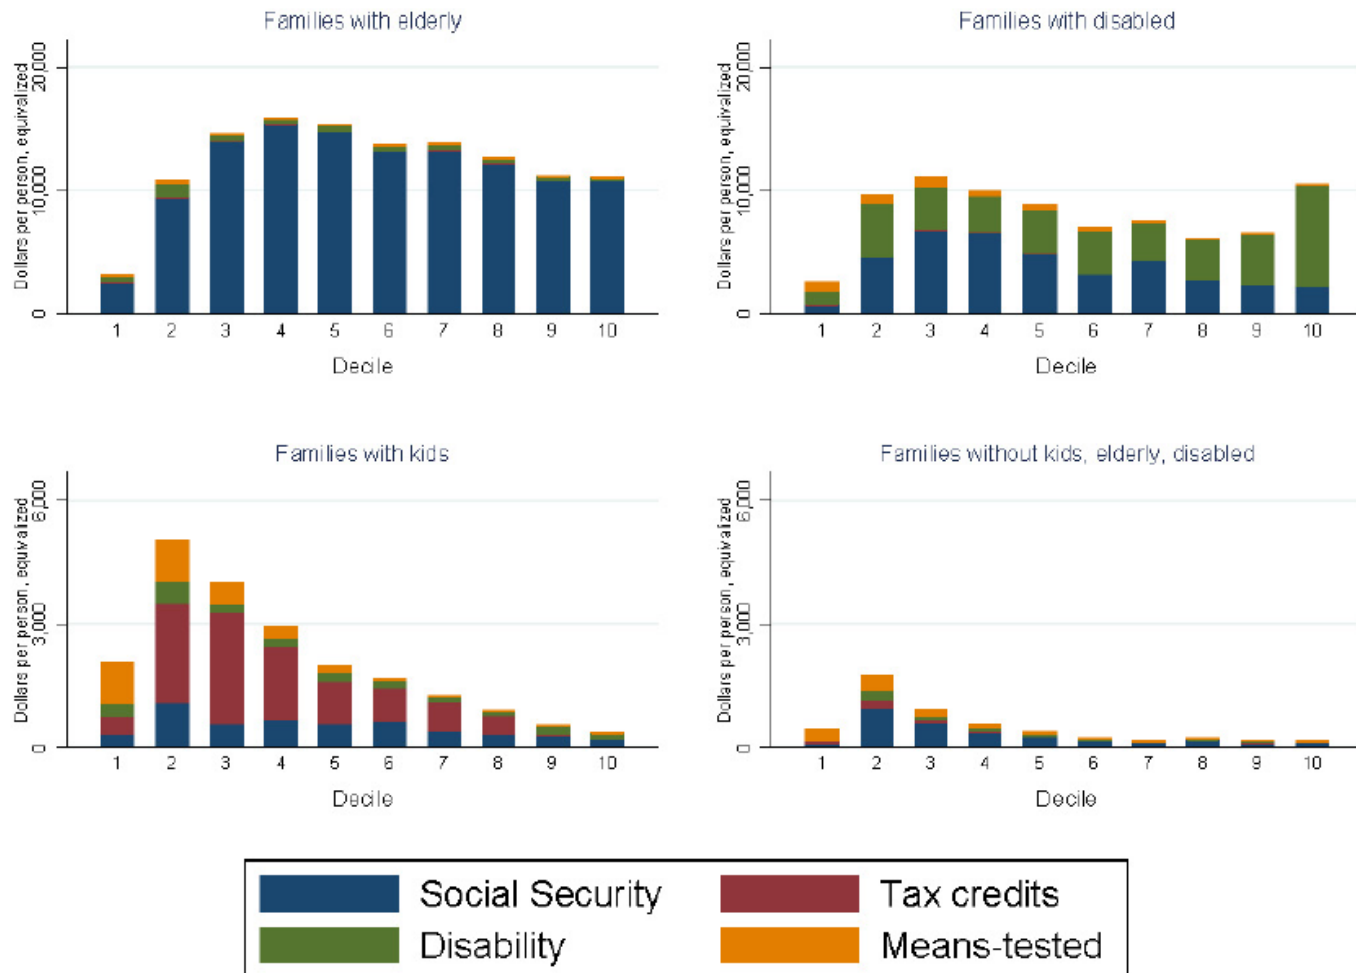 Families with elderly
Dollars per person, equivalized
0
10,000
20,000
1 2 3 4 5 6 7 8 9 10
Decile
Families with disabled
Dollars per person, equivalized
0
10,000
20,000
1 2 3 4 5 6 7 8 9 10
Decile
Families with kids
Dollars per person, equivalized
0
3,000
6,000
1 2 3 4 5 6 7 8 9 10
Decile
Families without kids, elderly, disabled
Dollars per person, equivalized
0
3,000
6,000
1 2 3 4 5 6 7 8 9 10
Decile
Social Security
Tax credits
Disability
Means-tested